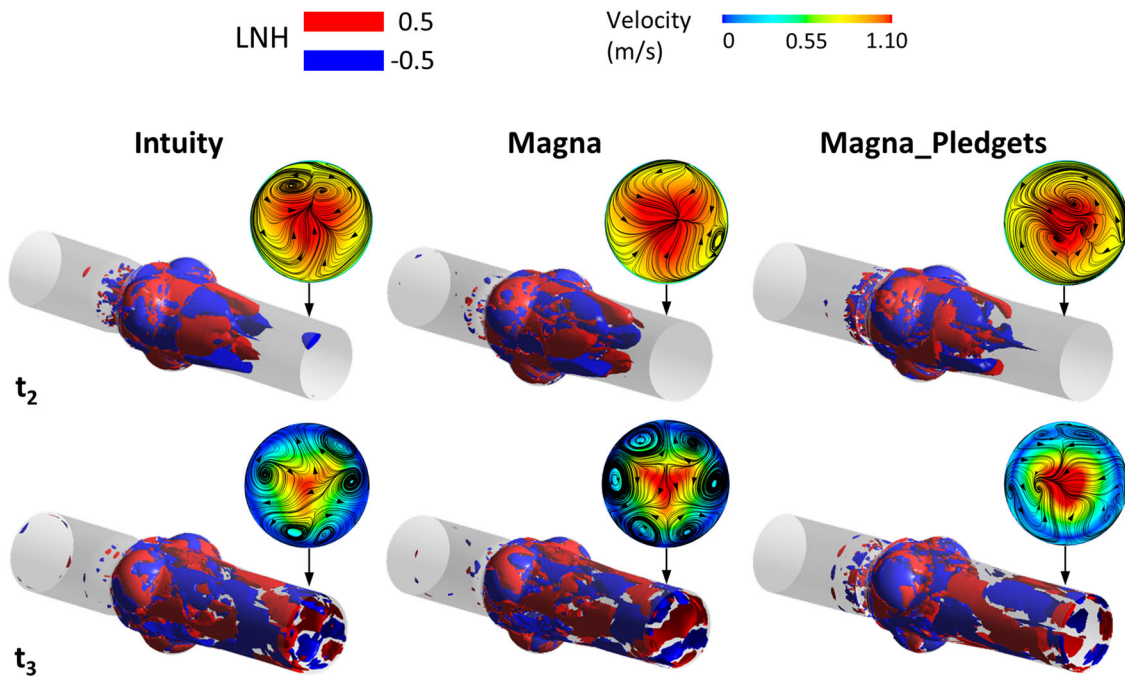 LNH 0.5
-0.5
Velocity
(m/s)
0 0.55 1.10
Intuity Magna Magna_Pledgets
t2
t3